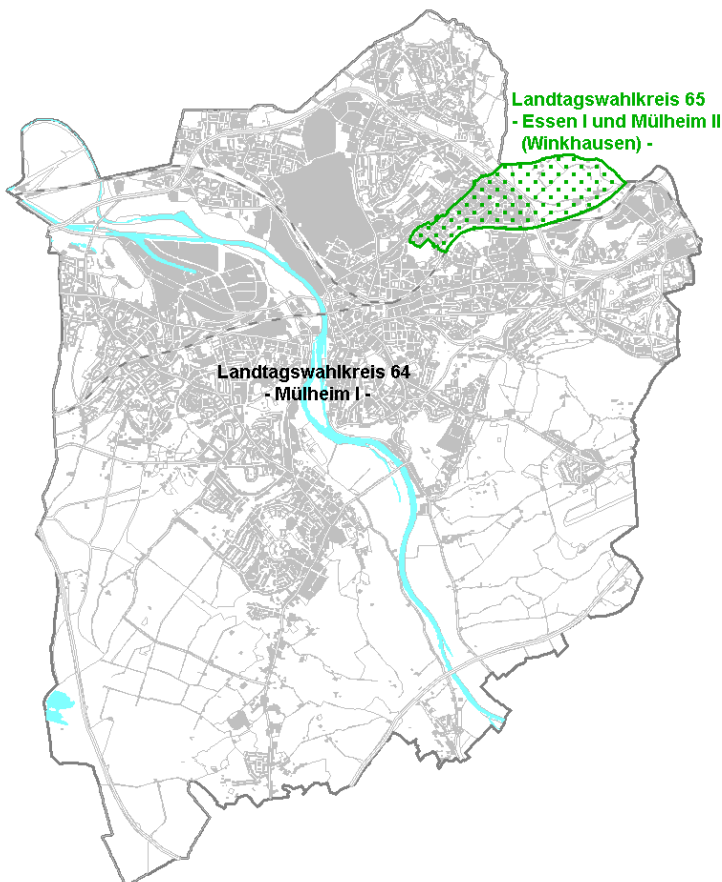 Landtagswahlkreis 65
- Essen I und Mülheim II
(Winkhausen) -
Landtagswahlkreis 64
- Mülheim I -